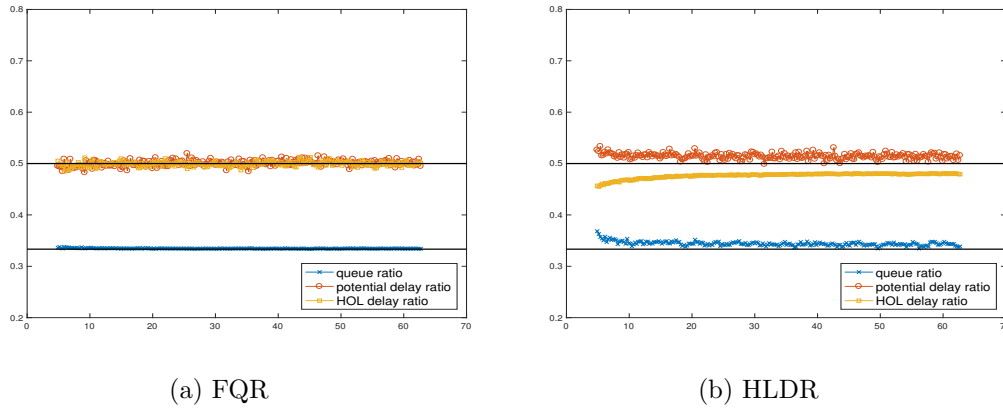 0.8
0.7
0.6
0.5
0.4
0.3
0.2
0 10 20 30 40 50 60 70
queue ratio
potential delay ratio
HOL delay ratio
(a) FQR
0.8
0.7
0.6
0.5
0.4
0.3
0.2
0 10 20 30 40 50 60 7
queue ratio
potential delay ratio
HOL delay ratio
(b) HLDR